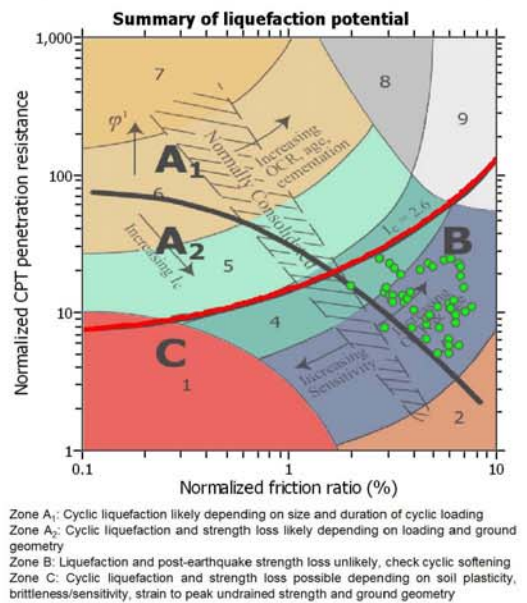 Summary of liquefaction potential
Normalized CPT penetration resistance
1,000
100
10
1
7
8
9
φ'
A1
Increasing
OCR, age,
cementation
Normally Consolidated
6
A2
Increasing Ic
5
Ic = 2.6
B
4
C
1
Increasing
Sensitivity
2
0.1
1
10
Normalized friction ratio (%)
Zone A1: Cyclic liquefaction likely depending on size and duration of cyclic loading
Zone A2: Cyclic liquefaction and strength loss likely depending on loading and ground
geometry
Zone B: Liquefaction and post-earthquake strength loss unlikely, check cyclic softening
Zone C: Cyclic liquefaction and strength loss possible depending on soil plasticity,
brittleness/sensitivity, strain to peak undrained strength and ground geometry